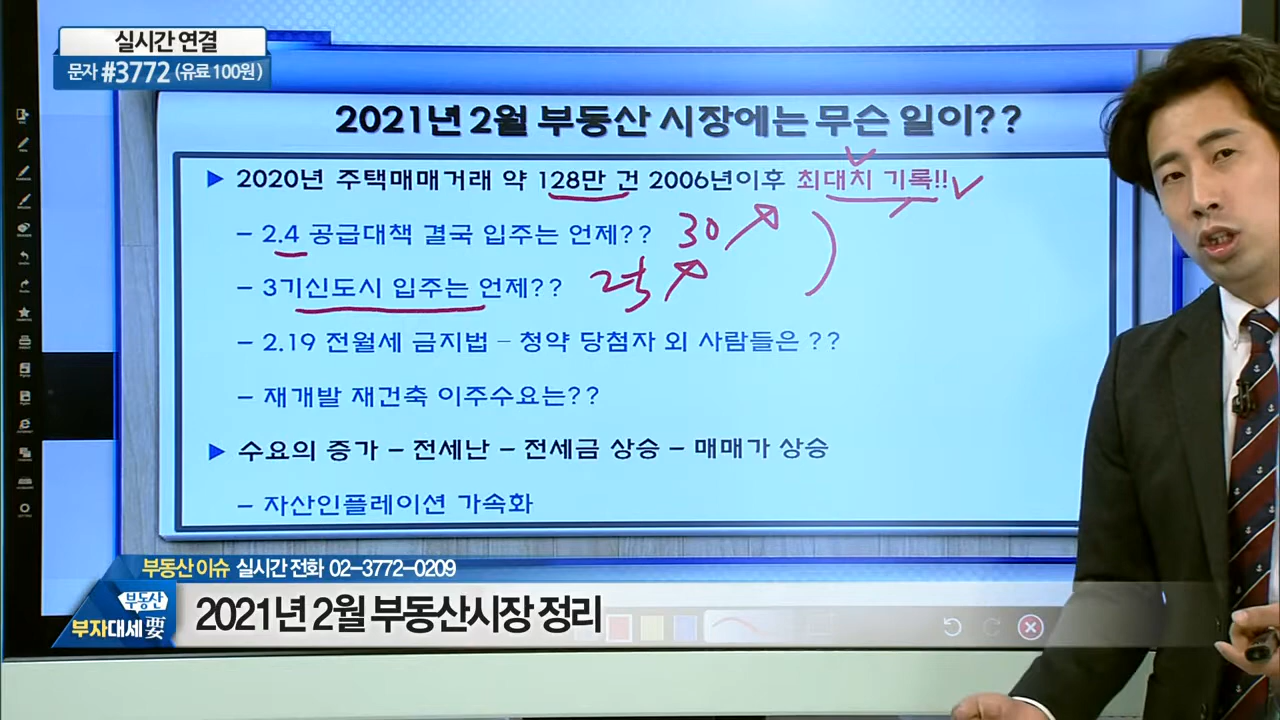 실시간 연결
문자 #3772 (유료 100원)
2021년 2월 부동산 시장에는 무슨 일이??
▶ 2020년 주택매매거래 약 128만 건 2006년이후 최대치 기록!!
- 2.4 공급대책 결국 입주는 언제?? 30
- 3기신도시 입주는 언제?? 25
- 2.19 전월세 금지법 - 청약 당첨자 외 사람들은 ??
- 재개발 재건축 이주수요는??
▶ 수요의 증가 - 전세난 - 전세금 상승 - 매매가 상승
- 자산인플레이션 가속화
부동산 이슈 실시간 전화 02-3772-0209
부동산
부자대세 要
2021년 2월 부동산시장 정리